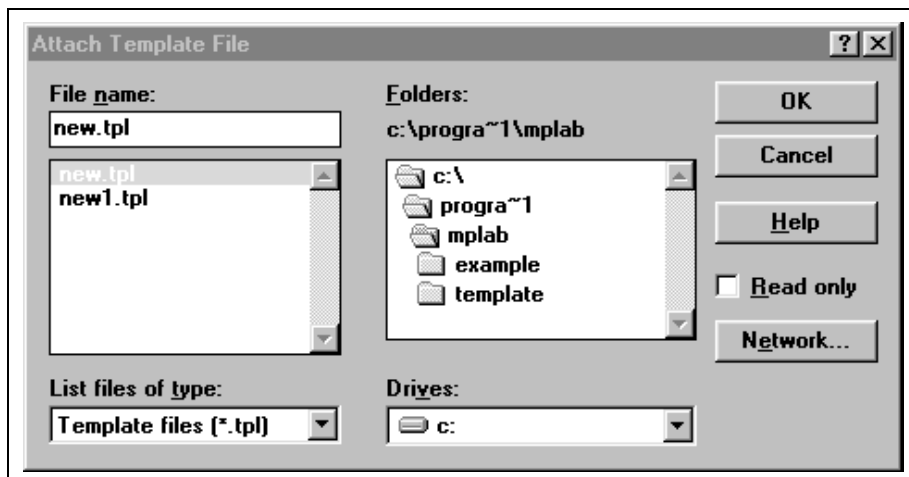 Attach Template File
File name:
new.tpl
new.tpl
new1.tpl
List files of type:
Template files (*.tpl)
Folders:
c:\progra~1\mplab
c:\
progra~1
mplab
example
template
Drives:
c:
OK
Cancel
Help
Read only
Network...